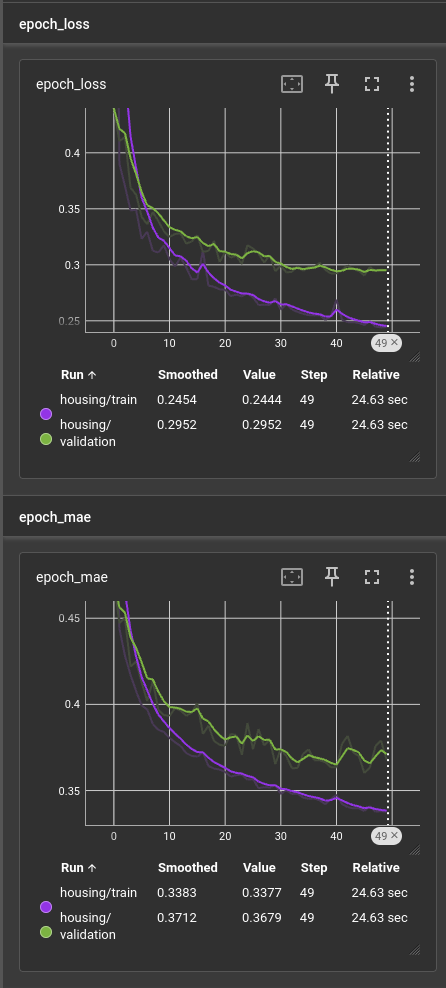 epoch_loss
epoch_loss
0.4
0.35
0.3
0.25
0 10 20 30 40 49 ×
Run ↑ Smoothed Value Step Relative
housing/train 0.2454 0.2444 49 24.63 sec
housing/ 0.2952 0.2952 49 24.63 sec
validation
epoch_mae
epoch_mae
0.45
0.4
0.35
0 10 20 30 40 49 ×
Run ↑ Smoothed Value Step Relative
housing/train 0.3383 0.3377 49 24.63 sec
housing/ 0.3712 0.3679 49 24.63 sec
validation